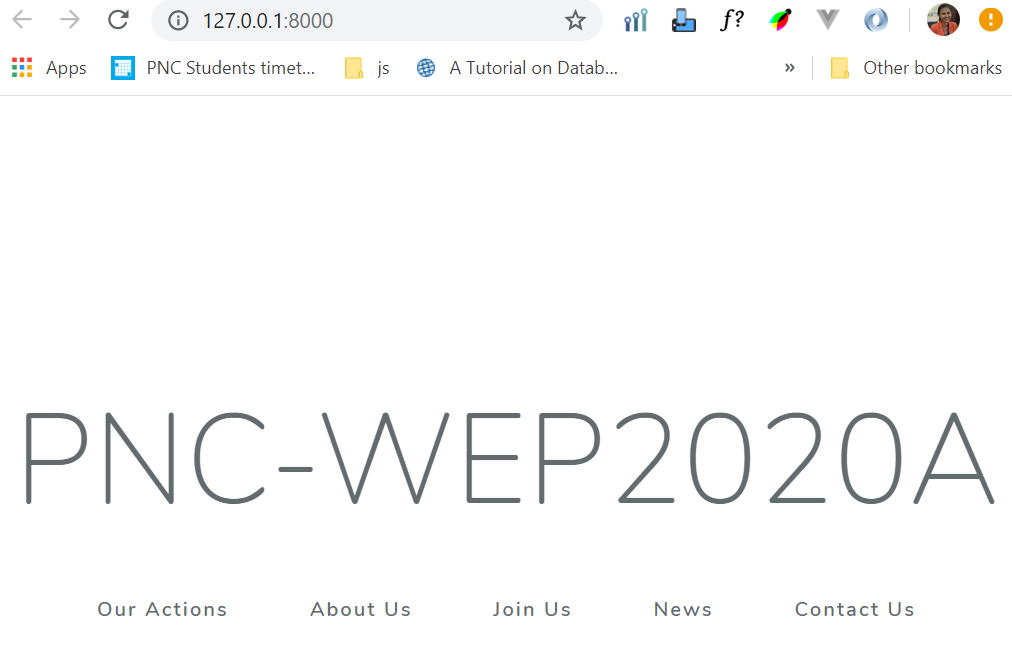 127.0.0.1:8000
f?
Apps PNC Students timet... js A Tutorial on Datab... » Other bookmarks
PNC-WEP2020A
Our Actions About Us Join Us News Contact Us